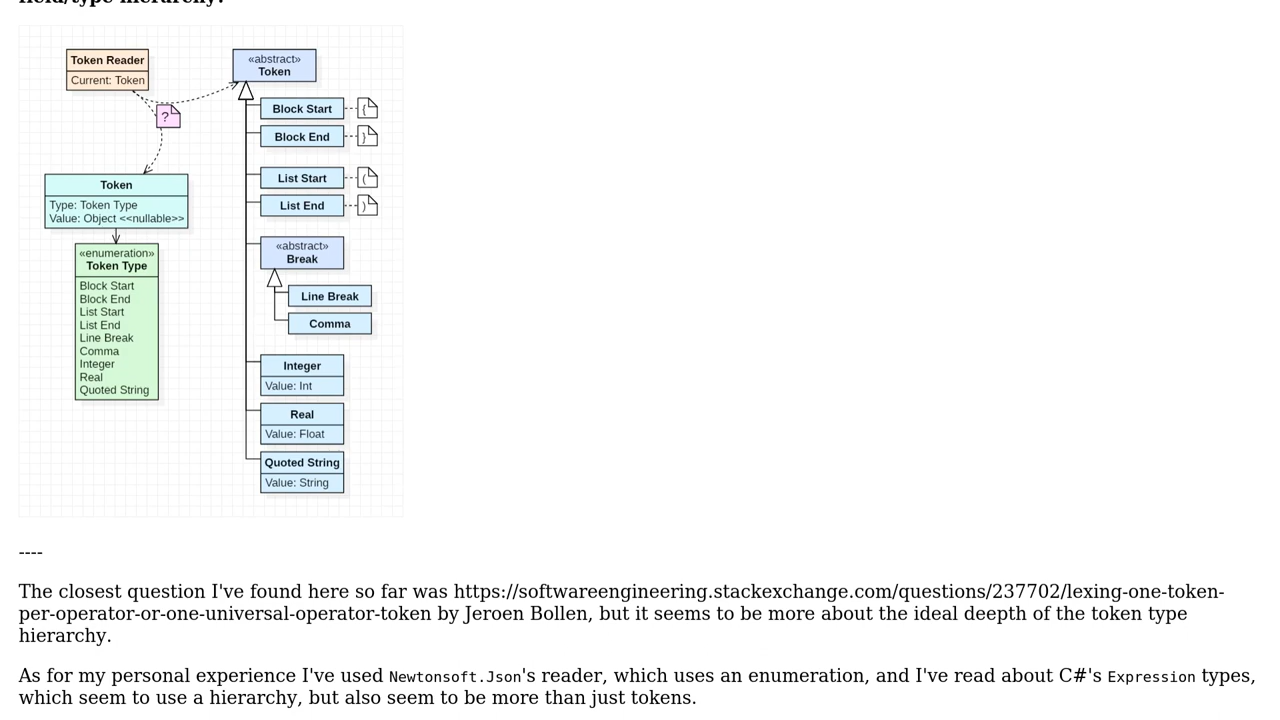 field/type hierarchy?
Token Reader
Current: Token
?
Token
Type: Token Type
Value: Object <<nullable>>
«enumeration»
Token Type
Block Start
Block End
List Start
List End
Line Break
Comma
Integer
Real
Quoted String
«abstract»
Token
Block Start
{
Block End
}
List Start
(
List End
)
«abstract»
Break
Line Break
Comma
Integer
Value: Int
Real
Value: Float
Quoted String
Value: String
----
The closest question I've found here so far was https://softwareengineering.stackexchange.com/questions/237702/lexing-one-token-
per-operator-or-one-universal-operator-token by Jeroen Bollen, but it seems to be more about the ideal deepth of the token type
hierarchy.
As for my personal experience I've used Newtonsoft.Json's reader, which uses an enumeration, and I've read about C#'s Expression types,
which seem to use a hierarchy, but also seem to be more than just tokens.